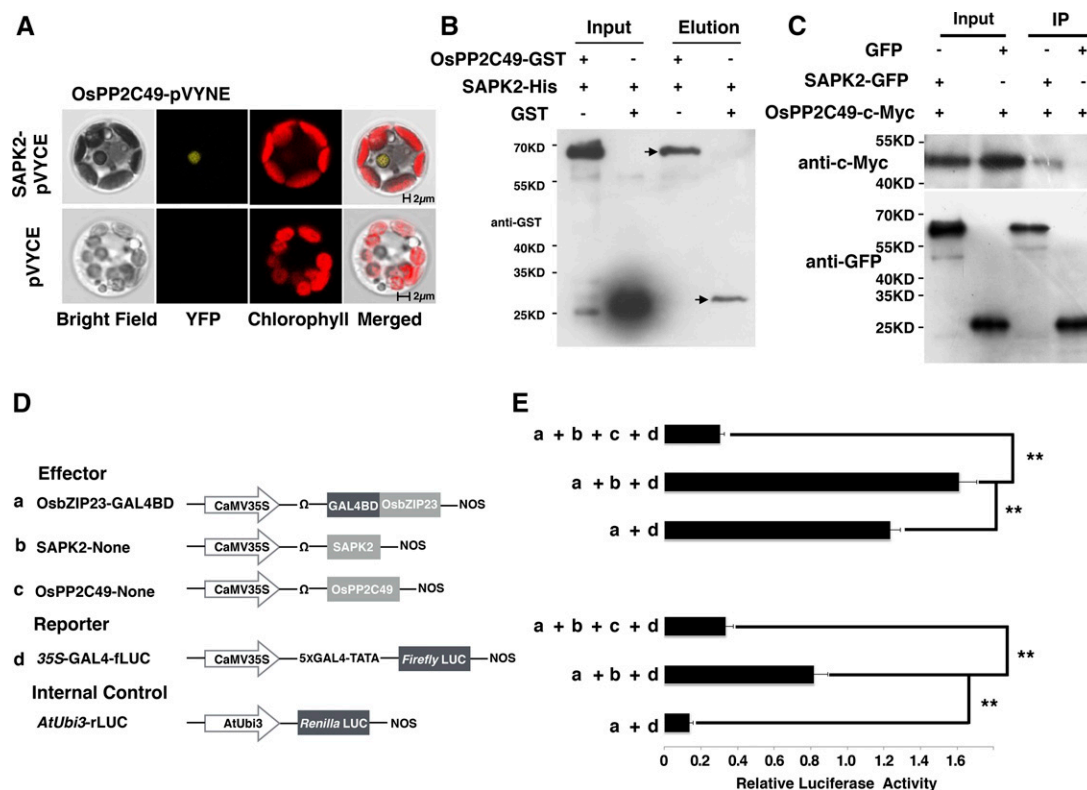 A
OsPP2C49-pVYNE
SAPK2-
pVYCE
pVYCE
2μm
2μm
Bright Field YFP Chlorophyll Merged
B
Input Elution
OsPP2C49-GST + - + -
SAPK2-His + + + +
GST - + - +
70KD
55KD
anti-GST
40KD
35KD
25KD
C
Input IP
GFP - + - +
SAPK2-GFP + - + -
OsPP2C49-c-Myc + + + +
55KD
anti-c-Myc
40KD
70KD
55KD
anti-GFP
40KD
35KD
25KD
D
Effector
a OsbZIP23-GAL4BD CaMV35S Ω GAL4BD OsbZIP23 NOS
b SAPK2-None CaMV35S Ω SAPK2 NOS
c OsPP2C49-None CaMV35S Ω OsPP2C49 NOS
Reporter
d 35S-GAL4-fLUC CaMV35S 5xGAL4-TATA Firefly LUC NOS
Internal Control
AtUbi3-rLUC AtUbi3 Renilla LUC NOS
E
a + b + c + d
**
a + b + d
**
a + d
a + b + c + d
**
a + b + d
**
a + d
0 0.2 0.4 0.6 0.8 1.0 1.2 1.4 1.6
Relative Luciferase Activity